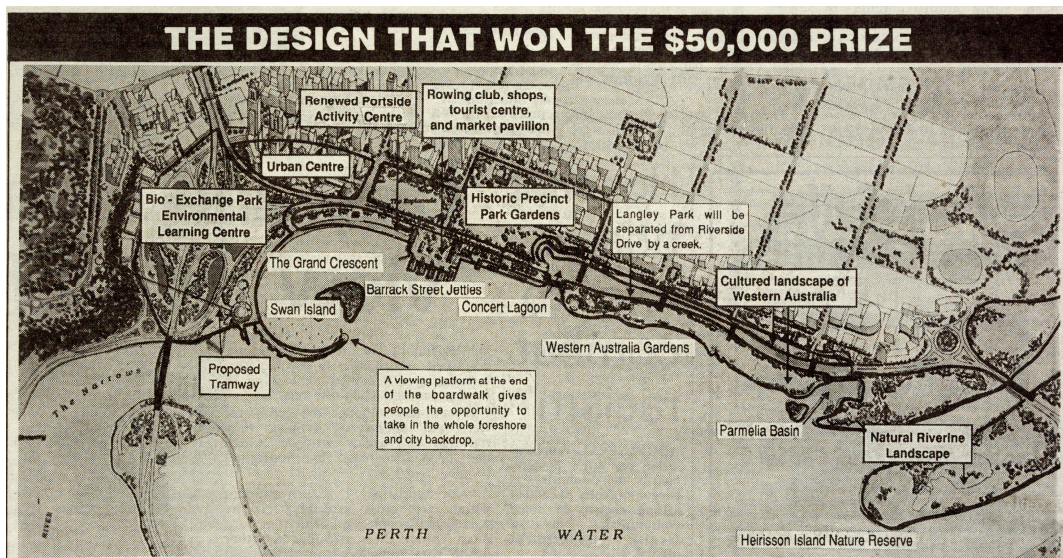 THE DESIGN THAT WON THE $50,000 PRIZE
Renewed Portside
Activity Centre
Rowing club, shops,
tourist centre,
and market pavillion
Urban Centre
Bio - Exchange Park
Environmental
Learning Centre
The Esplanade
Historic Precinct
Park Gardens
Langley Park will be
separated from Riverside
Drive by a creek.
The Grand Crescent
Barrack Street Jetties
Swan Island
Concert Lagoon
Cultured landscape of
Western Australia
Western Australia Gardens
Proposed
Tramway
The Narrows
A viewing platform at the end
of the boardwalk gives
people the opportunity to
take in the whole foreshore
and city backdrop.
Parmelia Basin
Natural Riverine
Landscape
RIVER
PERTH WATER
Heirisson Island Nature Reserve